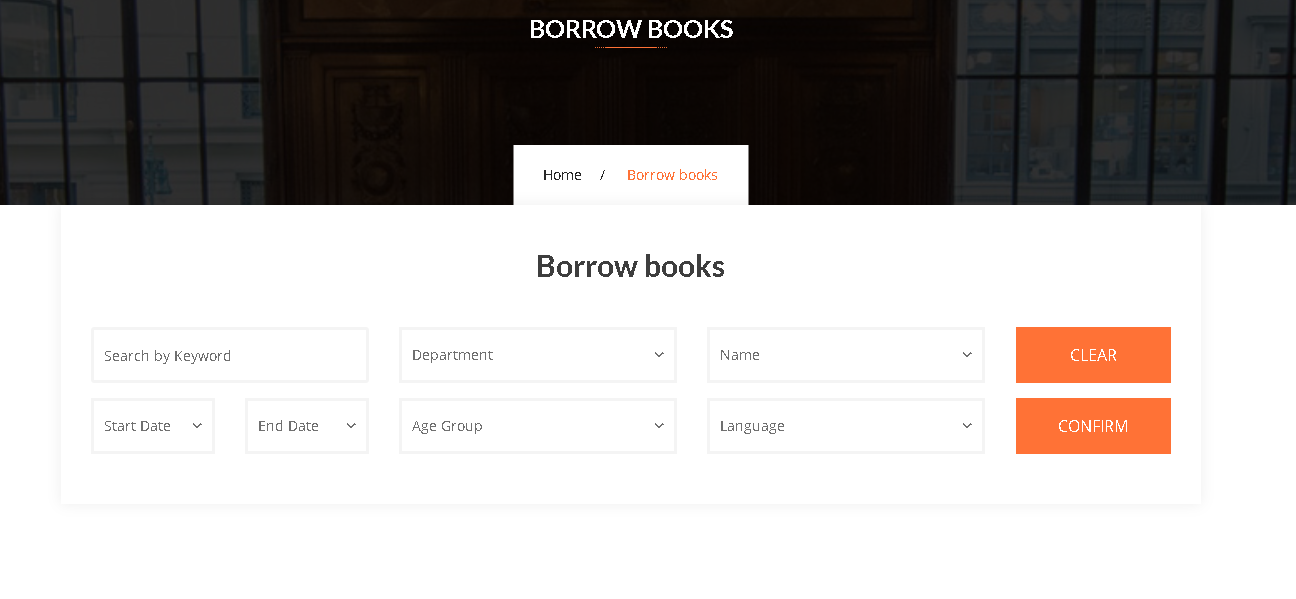 BORROW BOOKS
Home / Borrow books
Borrow books
Search by Keyword Department Name CLEAR
Start Date End Date Age Group Language CONFIRM